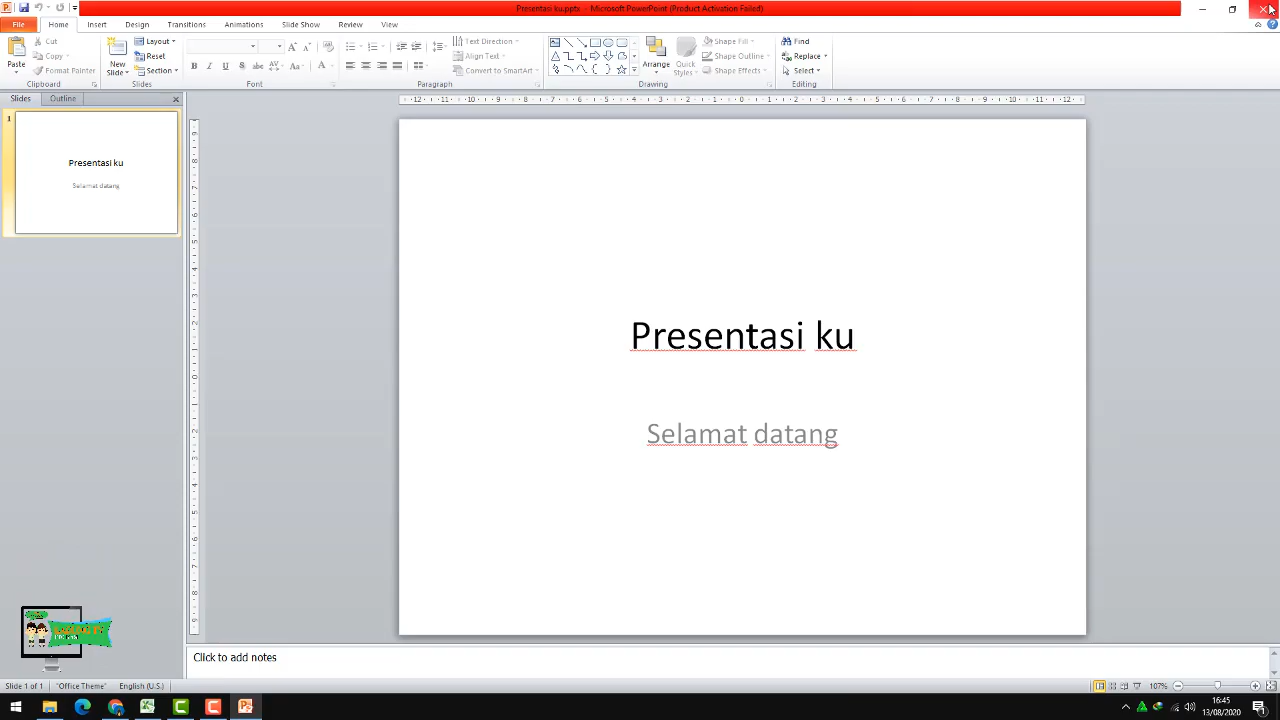 Presentasi ku.pptx - Microsoft PowerPoint (Product Activation Failed)
File Home Insert Design Transitions Animations Slide Show Review View
Cut Layout Text Direction Shape Fill Find
Copy Reset Align Text Shape Outline Replace
Paste Format Painter New Slide Section B I U S abc AV Aa A Convert to SmartArt Arrange Quick Styles Shape Effects Select
Clipboard Slides Font Paragraph Drawing Editing
Slides Outline
1
Presentasi ku
Selamat datang
Presentasi ku
Selamat datang
Click to add notes
Slide 1 of 1 "Office Theme" English (U.S.) 107%
16:45
13/08/2020